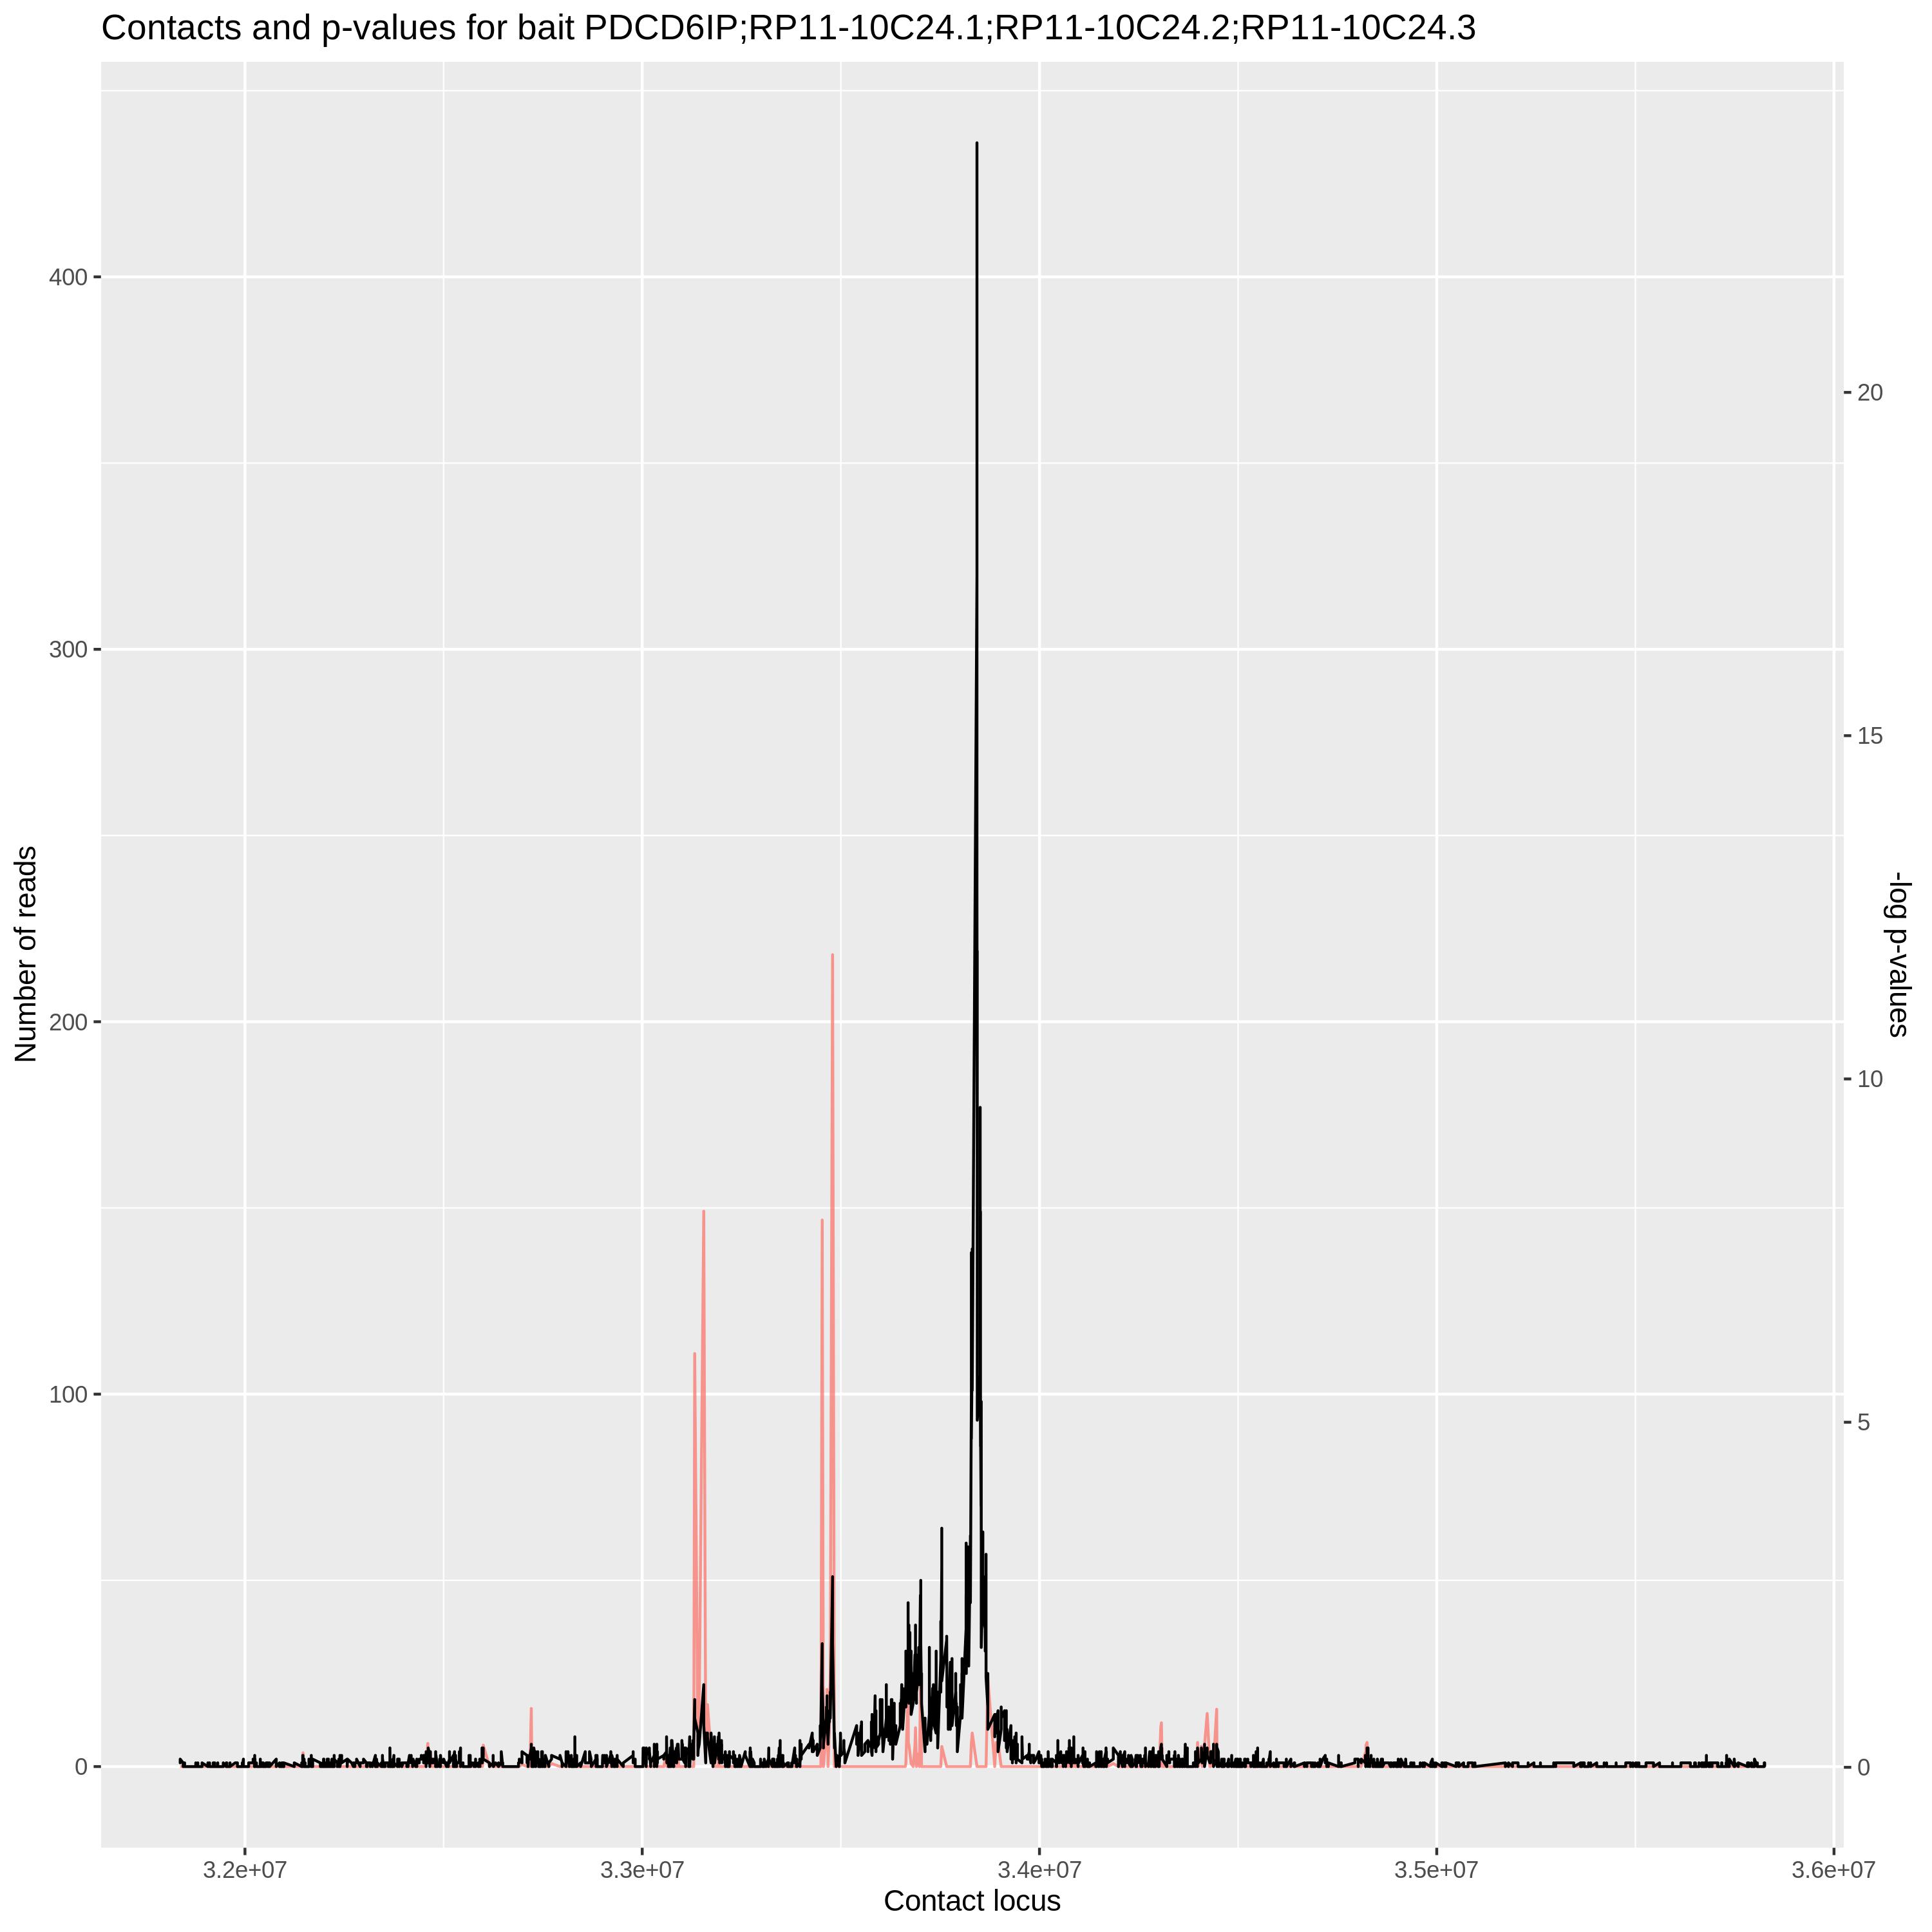 Contacts and p-values for bait PDCD6IP;RP11-10C24.1;RP11-10C24.2;RP11-10C24.3
400
300
200
100
0
Number of reads
20
15
10
5
0
-log p-values
3.2e+07
3.3e+07
3.4e+07
3.5e+07
3.6e+07
Contact locus